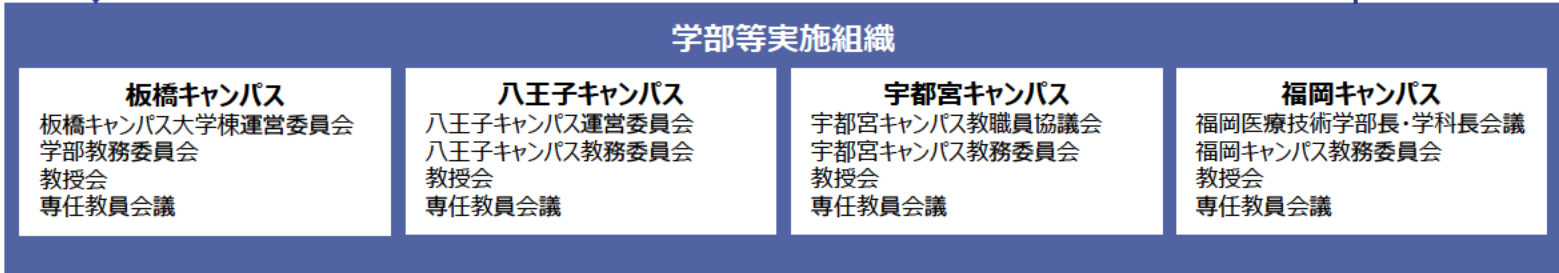 学部等実施組織
板橋キャンパス
板橋キャンパス大学棟運営委員会
学部教務委員会
教授会
専任教員会議
八王子キャンパス
八王子キャンパス運営委員会
八王子キャンパス教務委員会
教授会
専任教員会議
宇都宮キャンパス
宇都宮キャンパス教職員協議会
宇都宮キャンパス教務委員会
教授会
専任教員会議
福岡キャンパス
福岡医療技術学部長・学科長会議
福岡キャンパス教務委員会
教授会
専任教員会議